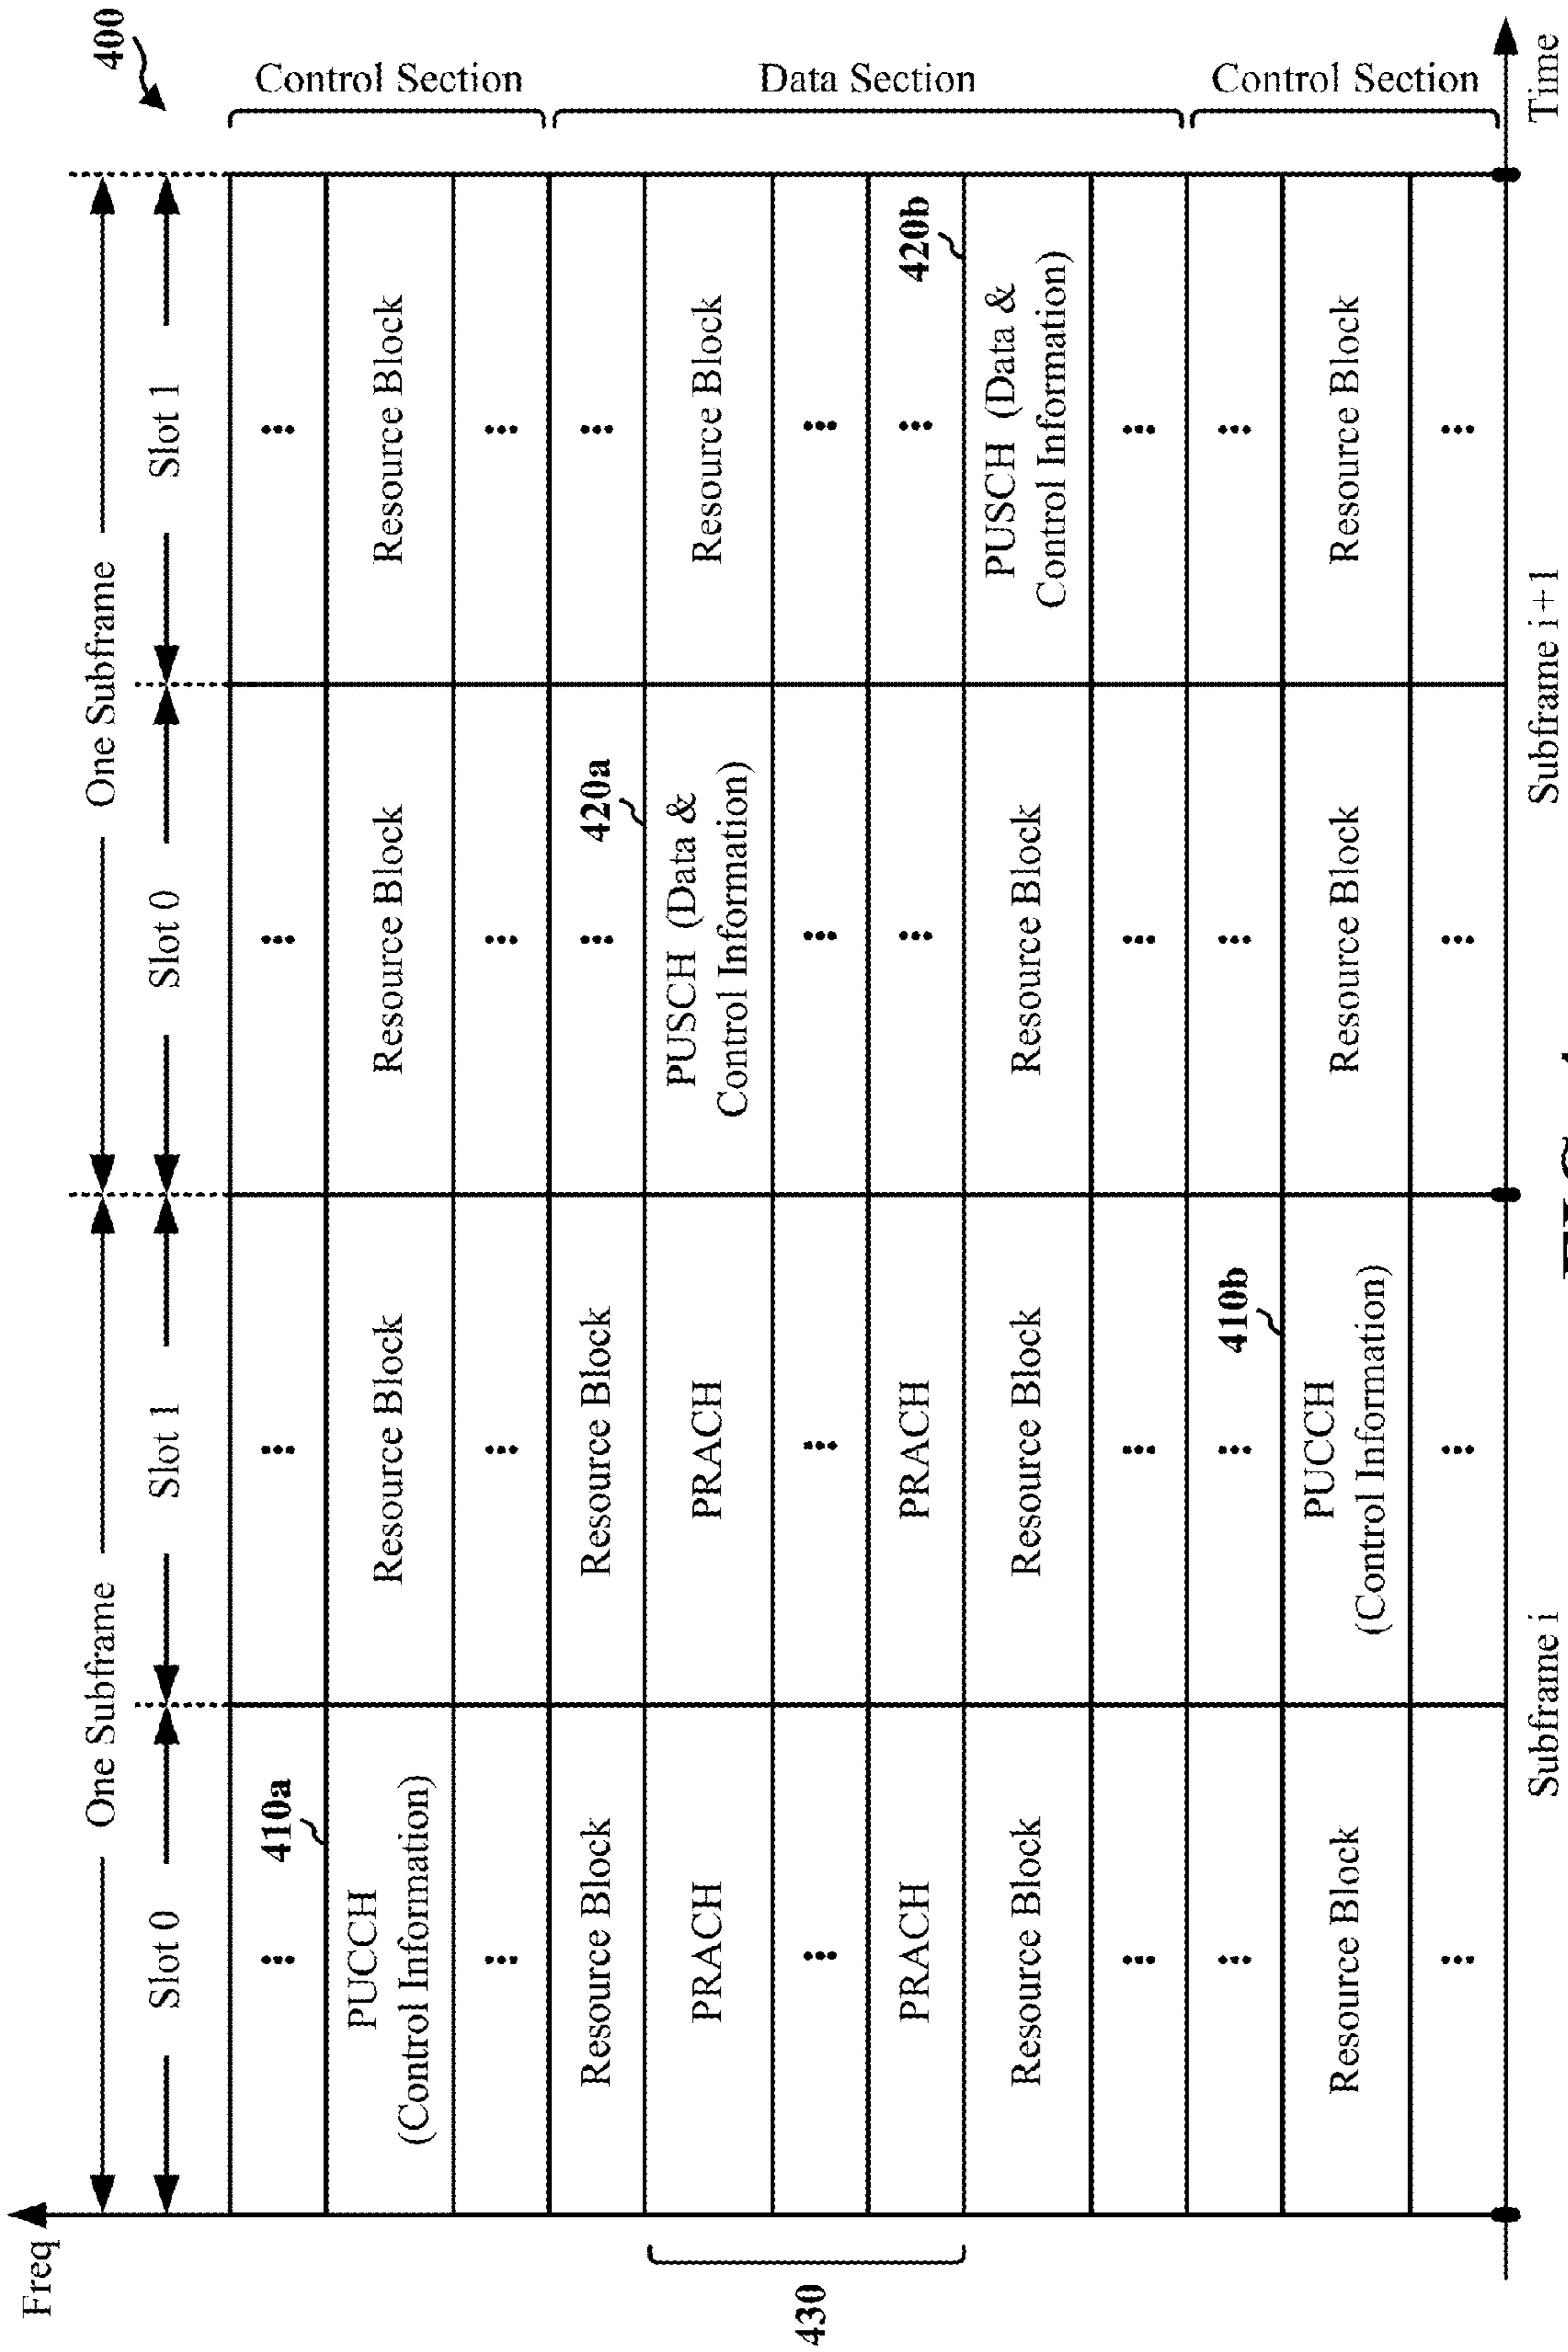 Freq
400
One Subframe
One Subframe
Slot 0
Slot 1
Slot 0
Slot 1
410a
PUCCH
(Control Information)
Resource Block
Resource Block
Resource Block
Control Section
Resource Block
Resource Block
420a
430
PRACH
PRACH
PUSCH (Data &
Control Information)
Resource Block
Data Section
PRACH
PRACH
420b
Resource Block
Resource Block
Resource Block
PUSCH (Data &
Control Information)
410b
Resource Block
PUCCH
(Control Information)
Resource Block
Resource Block
Control Section
Subframe i
Subframe i+1
Time